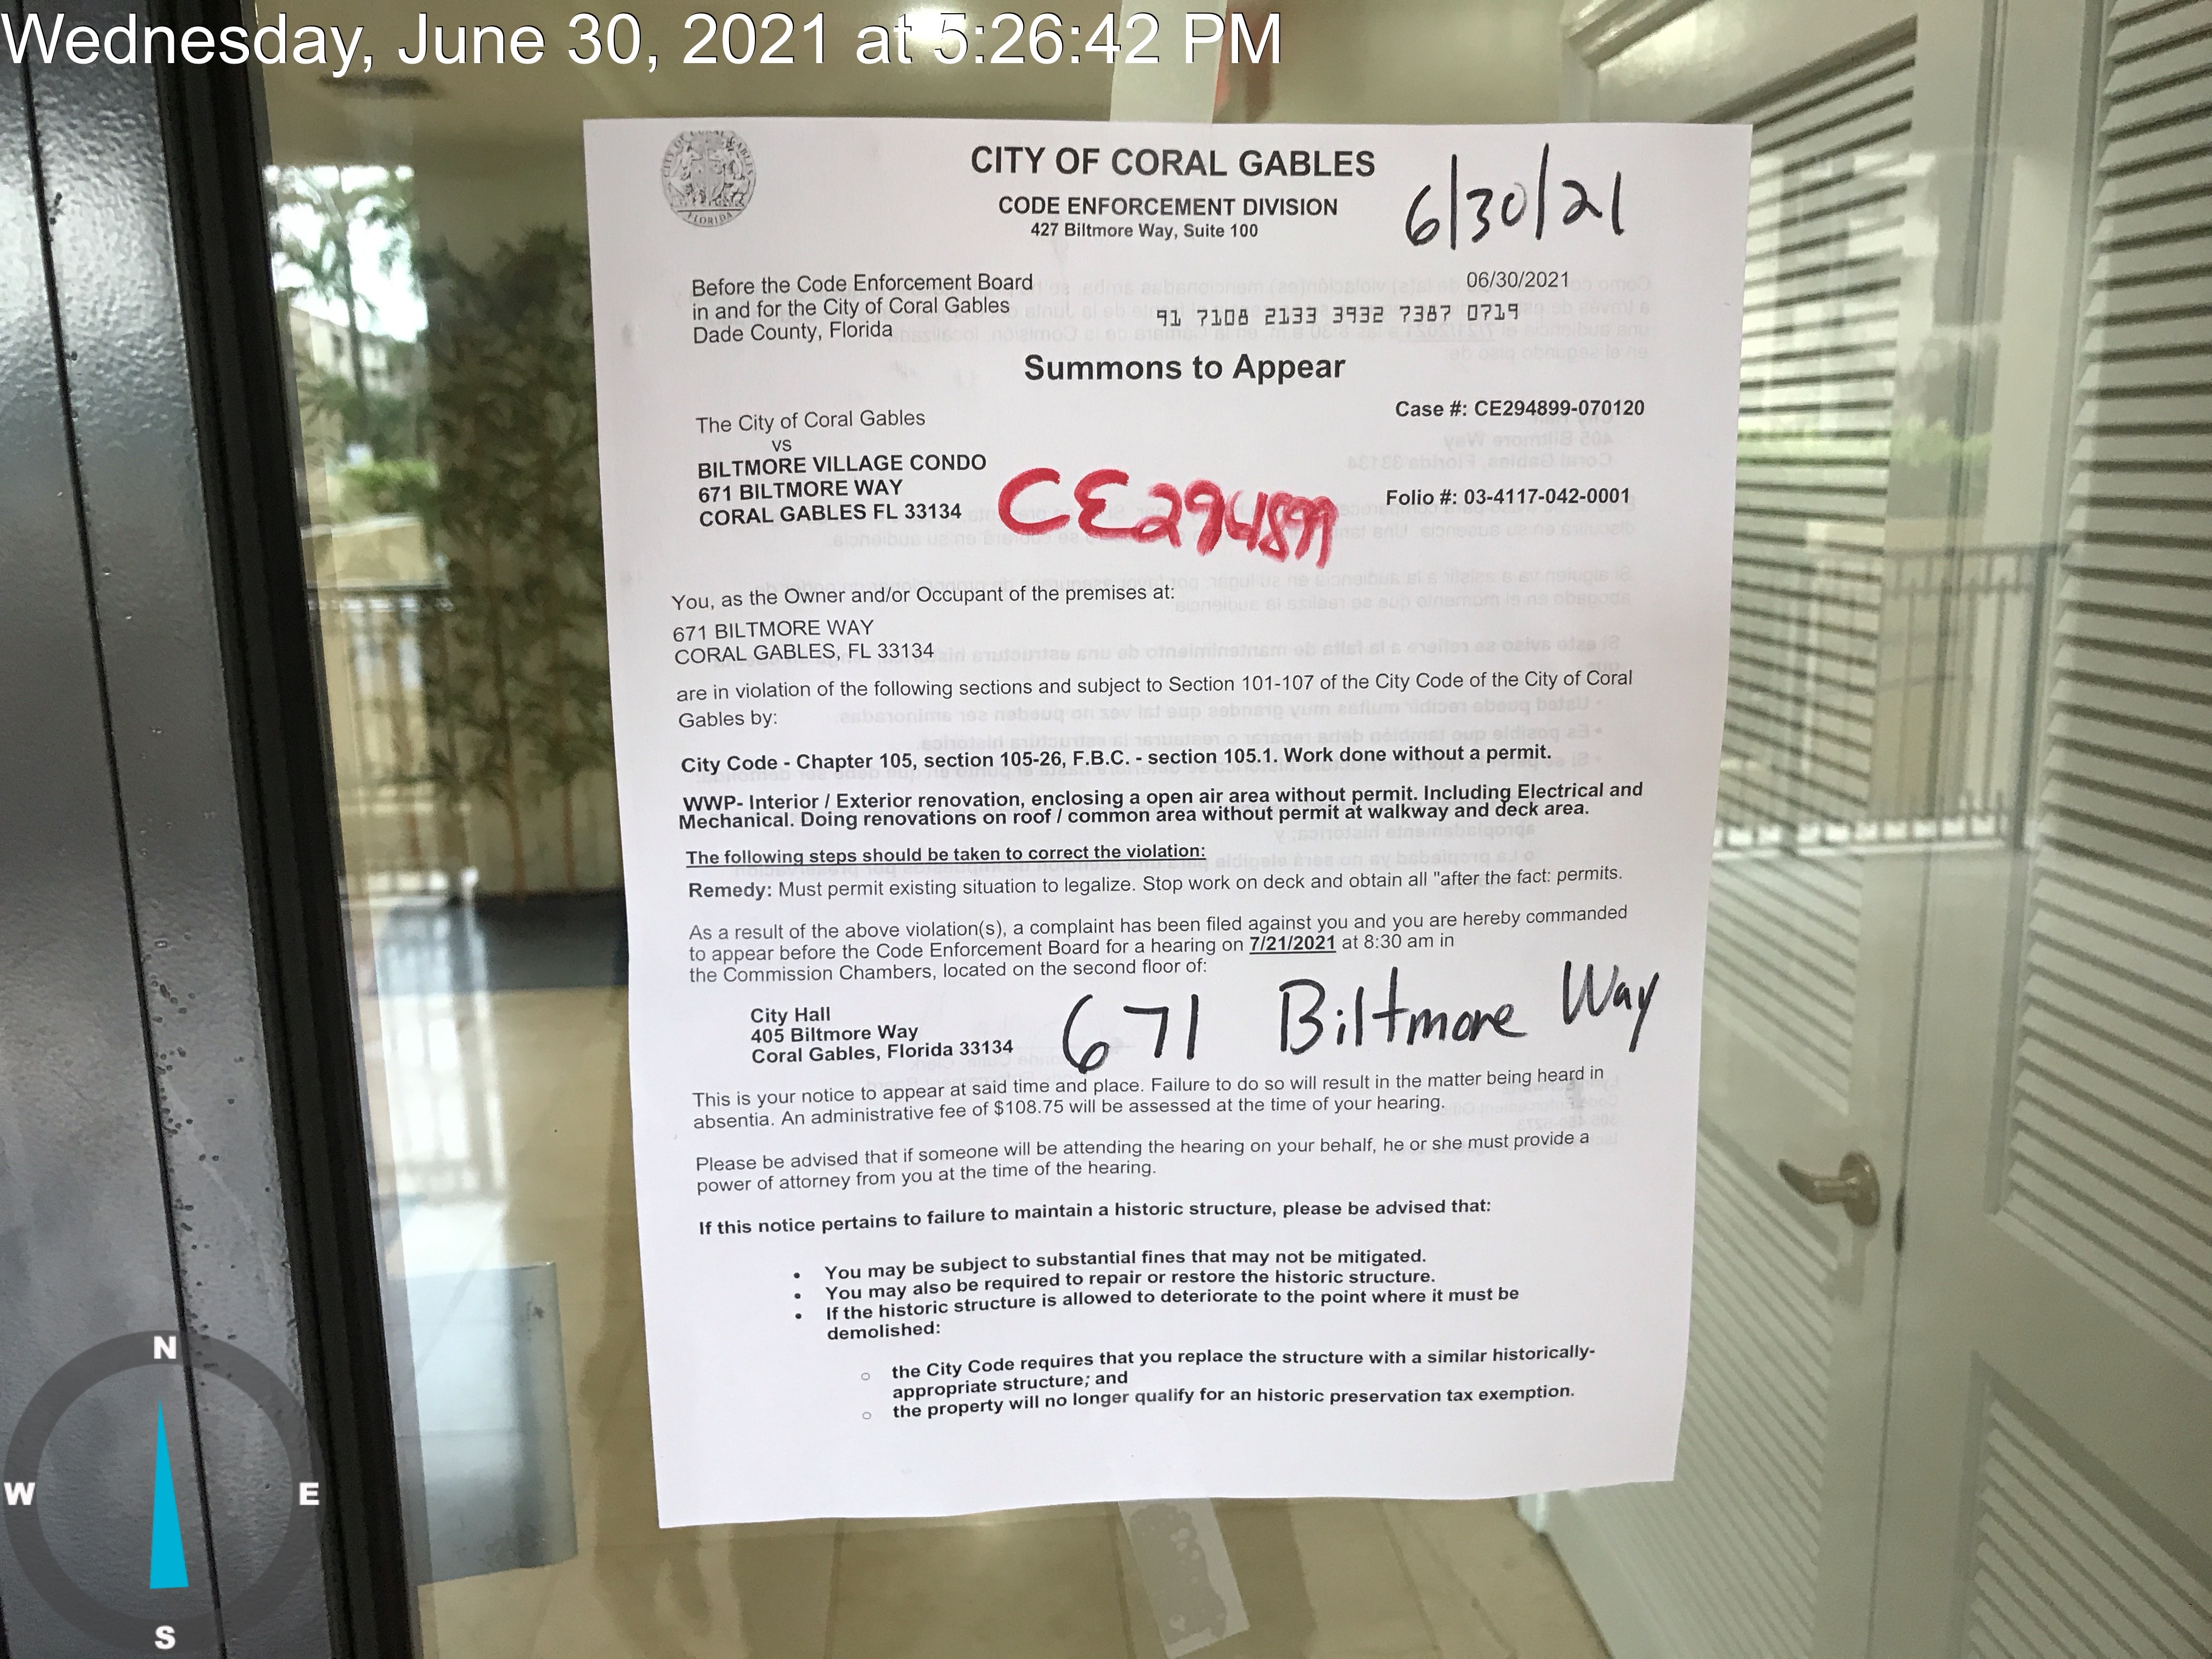 Wednesday, June 30, 2021 at 5:26:42 PM
FLORIDA
CITY OF CORAL GABLES
CODE ENFORCEMENT DIVISION
427 Biltmore Way, Suite 100
6/30/21
Before the Code Enforcement Board
in and for the City of Coral Gables
Dade County, Florida
06/30/2021
91 7108 2133 3932 7387 0719
Summons to Appear
The City of Coral Gables
vs
BILTMORE VILLAGE CONDO
671 BILTMORE WAY
CORAL GABLES FL 33134
Case #: CE294899-070120
CE294899
Folio #: 03-4117-042-0001
You, as the Owner and/or Occupant of the premises at:
671 BILTMORE WAY
CORAL GABLES, FL 33134
are in violation of the following sections and subject to Section 101-107 of the City Code of the City of Coral
Gables by:
City Code - Chapter 105, section 105-26, F.B.C. - section 105.1. Work done without a permit.
WWP- Interior / Exterior renovation, enclosing a open air area without permit. Including Electrical and
Mechanical. Doing renovations on roof / common area without permit at walkway and deck area.
The following steps should be taken to correct the violation:
Remedy: Must permit existing situation to legalize. Stop work on deck and obtain all "after the fact: permits.
As a result of the above violation(s), a complaint has been filed against you and you are hereby commanded
to appear before the Code Enforcement Board for a hearing on 7/21/2021 at 8:30 am in
the Commission Chambers, located on the second floor of:
City Hall
405 Biltmore Way
Coral Gables, Florida 33134
671 Biltmore Way
This is your notice to appear at said time and place. Failure to do so will result in the matter being heard in
absentia. An administrative fee of $108.75 will be assessed at the time of your hearing.
Please be advised that if someone will be attending the hearing on your behalf, he or she must provide a
power of attorney from you at the time of the hearing.
If this notice pertains to failure to maintain a historic structure, please be advised that:
• You may be subject to substantial fines that may not be mitigated.
• You may also be required to repair or restore the historic structure.
• If the historic structure is allowed to deteriorate to the point where it must be
demolished:
○ the City Code requires that you replace the structure with a similar historically-
appropriate structure; and
○ the property will no longer qualify for an historic preservation tax exemption.
N
W
E
S